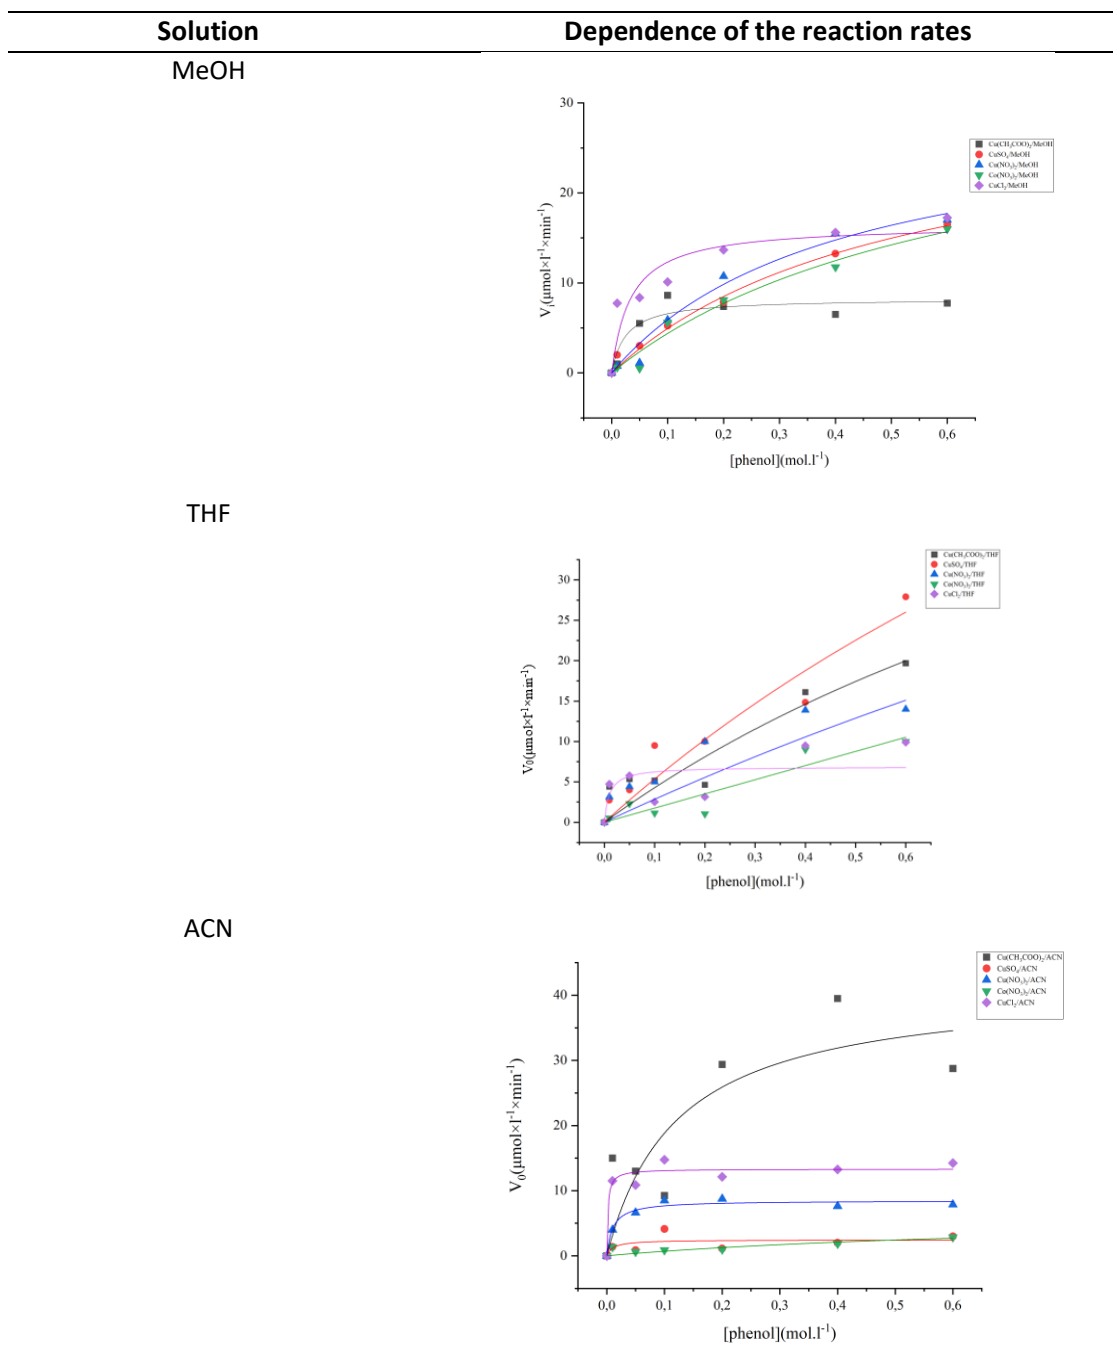 Solution Dependence of the reaction rates
MeOH
30
20
10
0
V_i(μmol×l⁻¹×min⁻¹)
0,0 0,1 0,2 0,3 0,4 0,5 0,6
[phenol](mol.l⁻¹)
Cu(CH₃COO)₂/MeOH
CuSO₄/MeOH
Cu(NO₃)₂/MeOH
Co(NO₃)₂/MeOH
CuCl₂/MeOH
THF
30
25
20
15
10
5
0
V₀(μmol×l⁻¹×min⁻¹)
0,0 0,1 0,2 0,3 0,4 0,5 0,6
[phenol](mol.l⁻¹)
Cu(CH₃COO)₂/THF
CuSO₄/THF
Cu(NO₃)₂/THF
Co(NO₃)₂/THF
CuCl₂/THF
ACN
40
30
20
10
0
V₀(μmol×l⁻¹×min⁻¹)
0,0 0,1 0,2 0,3 0,4 0,5 0,6
[phenol](mol.l⁻¹)
Cu(CH₃COO)₂/ACN
CuSO₄/ACN
Cu(NO₃)₂/ACN
Co(NO₃)₂/ACN
CuCl₂/ACN